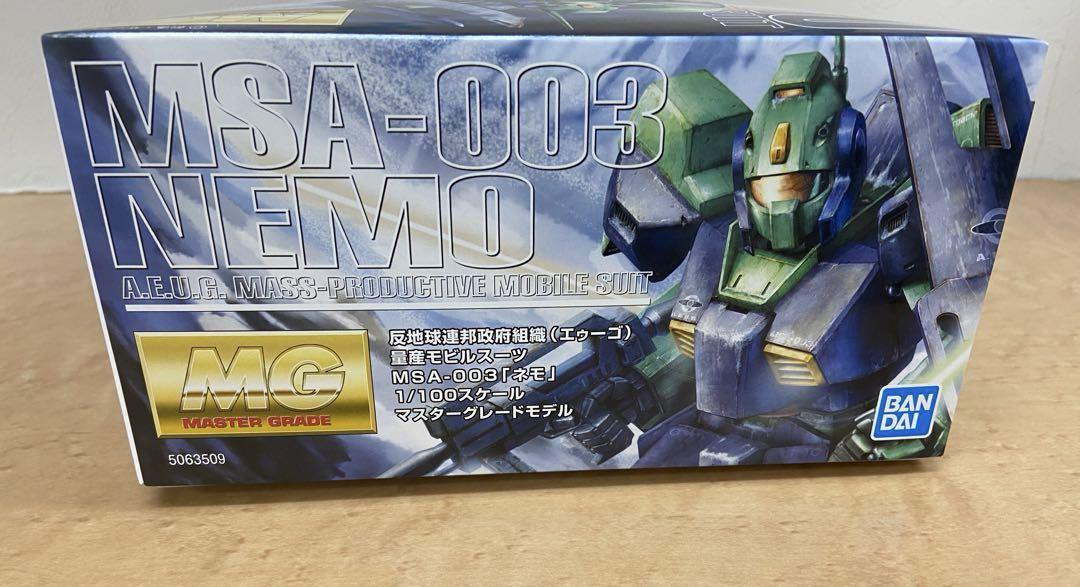 MSA-003
NEMO
A.E.U.G. MASS-PRODUCTIVE MOBILE SUIT
MG
MASTER GRADE
反地球連邦政府組織(エゥーゴ)
量産モビルスーツ
MSA-003「ネモ」
1/100スケール
マスターグレードモデル
5063509
BAN
DAI